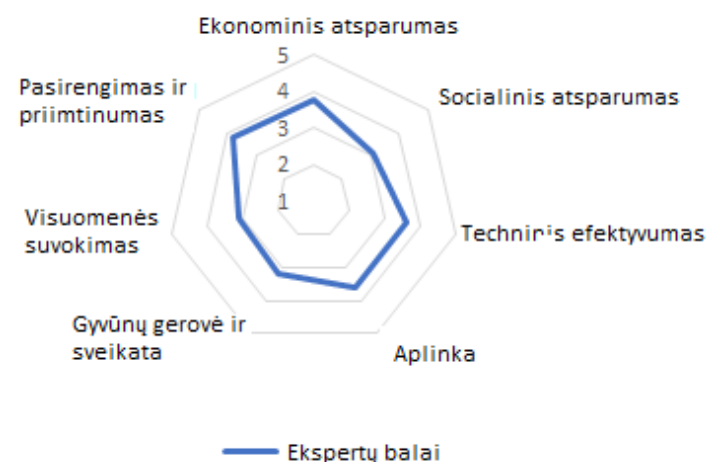 Ekonominis atsparumas
5
4
3
2
1
Socialinis atsparumas
Techninis efektyvumas
Aplinka
Gyvūnų gerovė ir
sveikata
Visuomenės
suvokimas
Pasirengimas ir
priimtinumas
Ekspertų balai